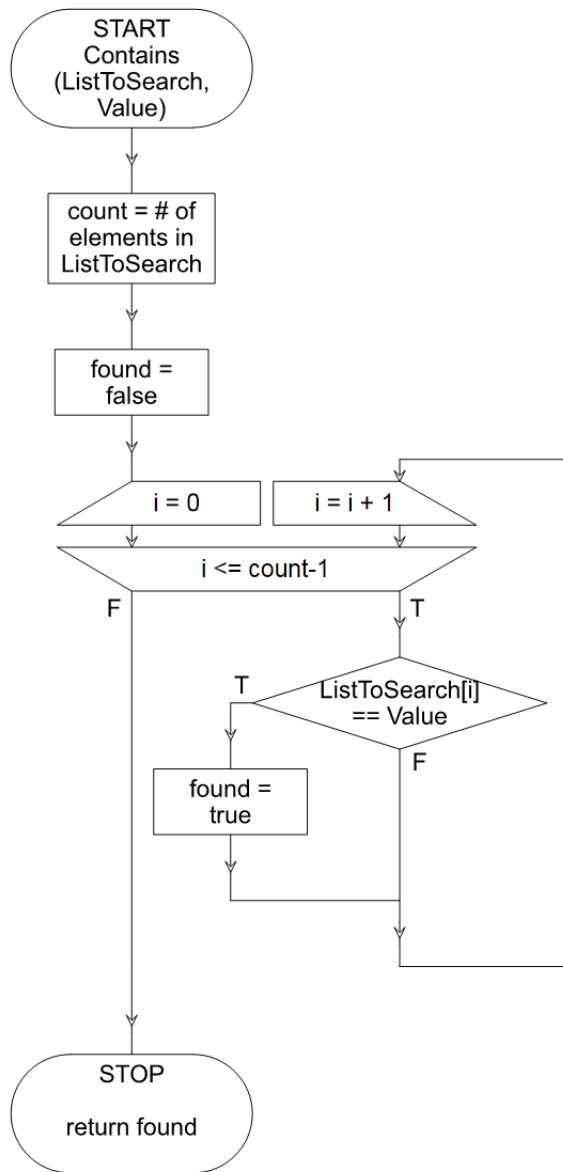 START
Contains
(ListToSearch,
Value)
count = # of
elements in
ListToSearch
found =
false
i = 0
i = i + 1
i <= count-1
F
T
T
ListToSearch[i]
== Value
F
found =
true
STOP
return found